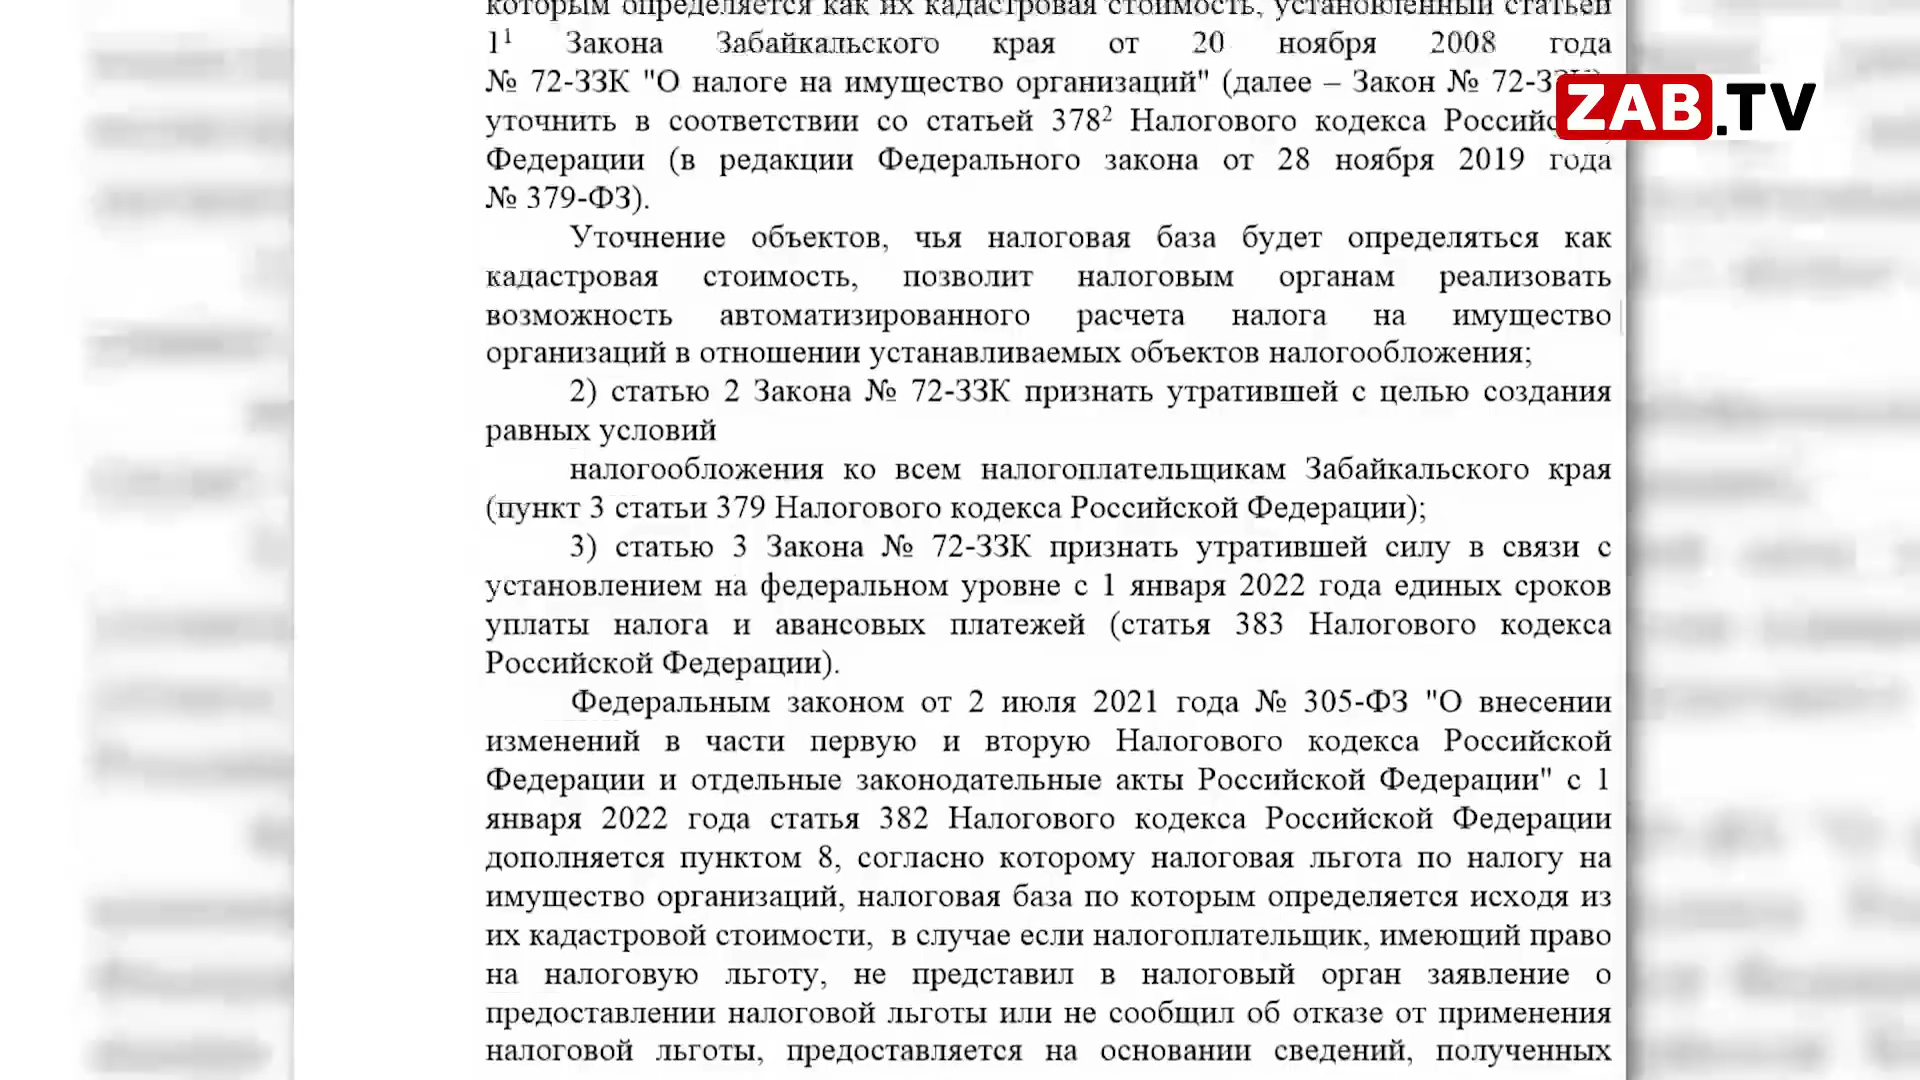 которым определяется как их кадастровая стоимость, установленный статьей
1¹ Закона Забайкальского края от 20 ноября 2008 года
№ 72-ЗЗК "О налоге на имущество организаций" (далее – Закон № 72-ЗЗК),
ZAB.TV
уточнить в соответствии со статьей 378² Налогового кодекса Российской
Федерации (в редакции Федерального закона от 28 ноября 2019 года
№ 379-ФЗ).
Уточнение объектов, чья налоговая база будет определяться как
кадастровая стоимость, позволит налоговым органам реализовать
возможность автоматизированного расчета налога на имущество
организаций в отношении устанавливаемых объектов налогообложения;
2) статью 2 Закона № 72-ЗЗК признать утратившей с целью создания
равных условий
налогообложения ко всем налогоплательщикам Забайкальского края
(пункт 3 статьи 379 Налогового кодекса Российской Федерации);
3) статью 3 Закона № 72-ЗЗК признать утратившей силу в связи с
установлением на федеральном уровне с 1 января 2022 года единых сроков
уплаты налога и авансовых платежей (статья 383 Налогового кодекса
Российской Федерации).
Федеральным законом от 2 июля 2021 года № 305-ФЗ "О внесении
изменений в части первую и вторую Налогового кодекса Российской
Федерации и отдельные законодательные акты Российской Федерации" с 1
января 2022 года статья 382 Налогового кодекса Российской Федерации
дополняется пунктом 8, согласно которому налоговая льгота по налогу на
имущество организаций, налоговая база по которым определяется исходя из
их кадастровой стоимости, в случае если налогоплательщик, имеющий право
на налоговую льготу, не представил в налоговый орган заявление о
предоставлении налоговой льготы или не сообщил об отказе от применения
налоговой льготы, предоставляется на основании сведений, полученных